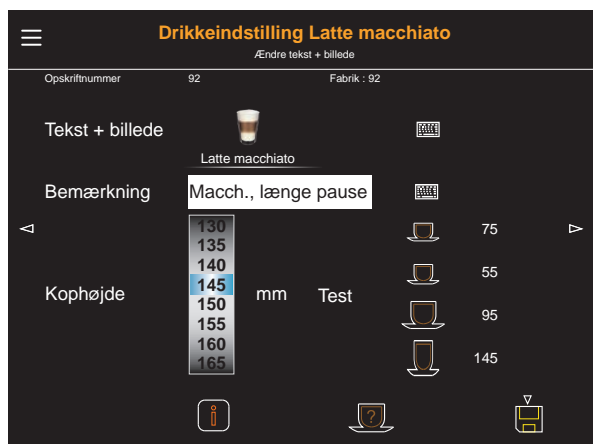 Drikkeindstilling Latte macchiato
Ændre tekst + billede
Opskriftnummer 92 Fabrik : 92
Tekst + billede
Latte macchiato
Bemærkning Macch., længe pause
130
135
140
145
150
155
160
165
Kophøjde mm Test
75
55
95
145
i
?